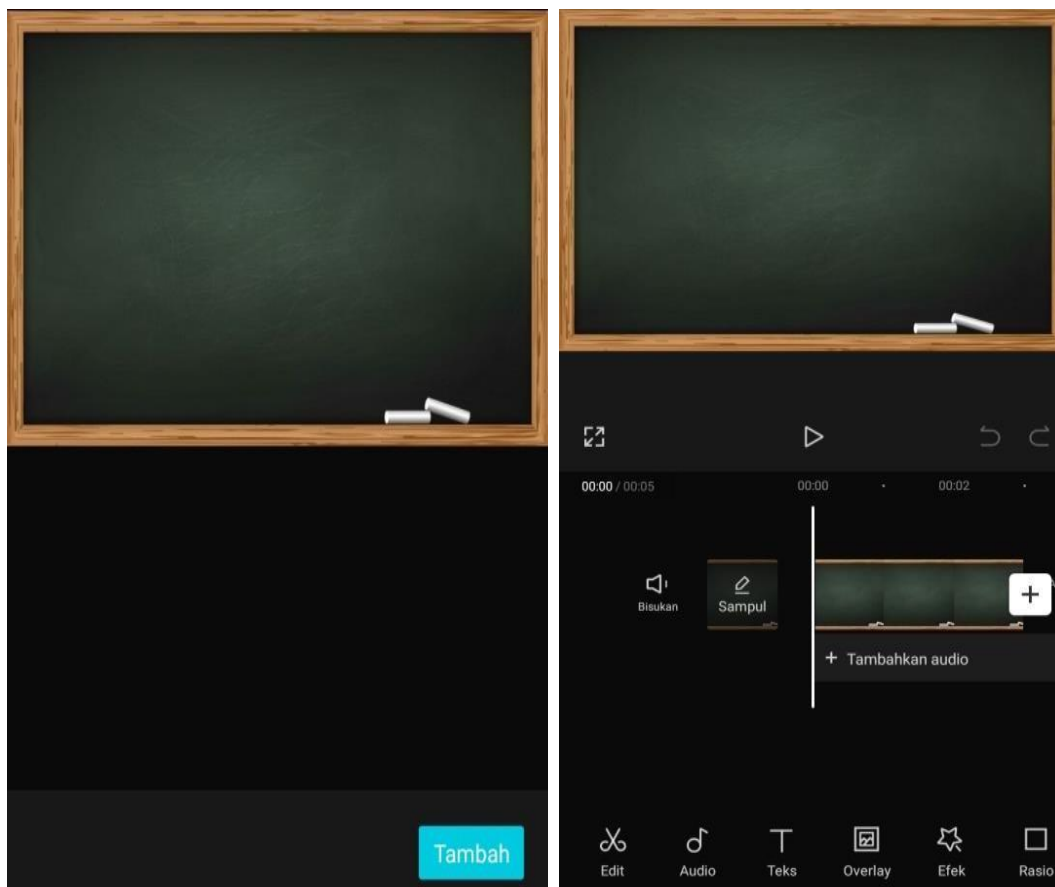 Tambah
00:00 / 00:05
00:00
00:02
Bisukan
Sampul
+ Tambahkan audio
Edit
Audio
Teks
Overlay
Efek
Rasio